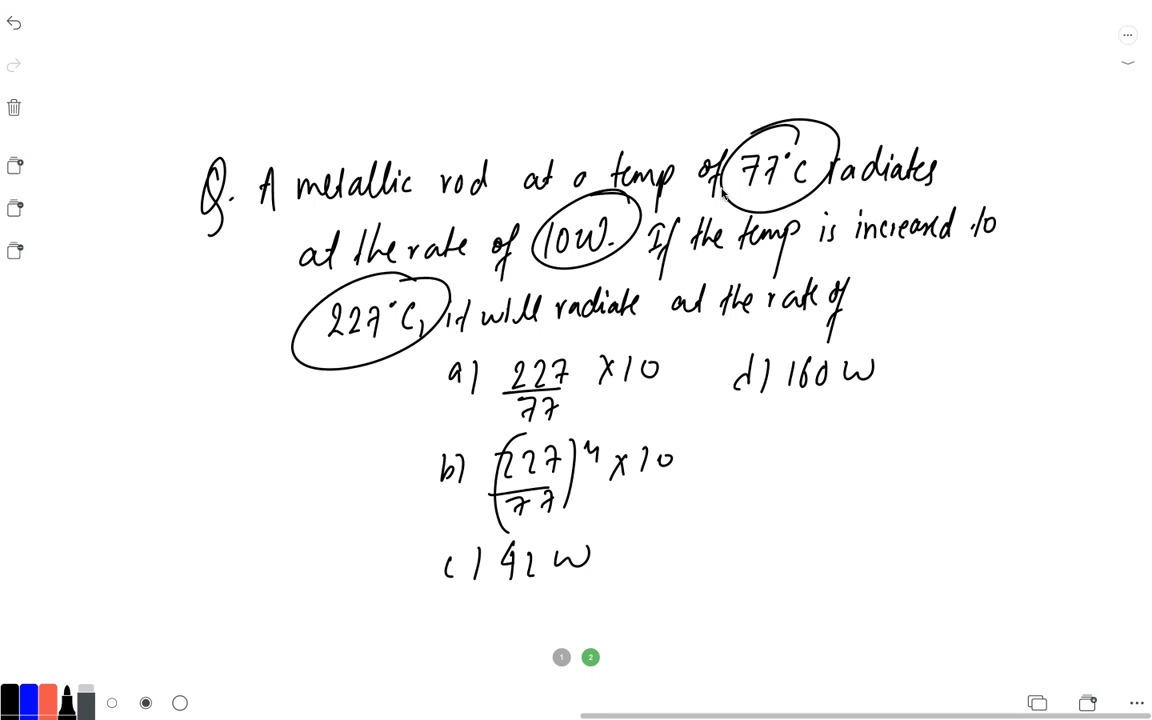 Q. A metallic rod at a temp of 77°C radiates
at the rate of 10W. If the temp is increased to
227°C, it will radiate at the rate of
a) 227/77 ×10 d) 160 W
b) (227/77)^4 ×10
c) 42 W
1 2